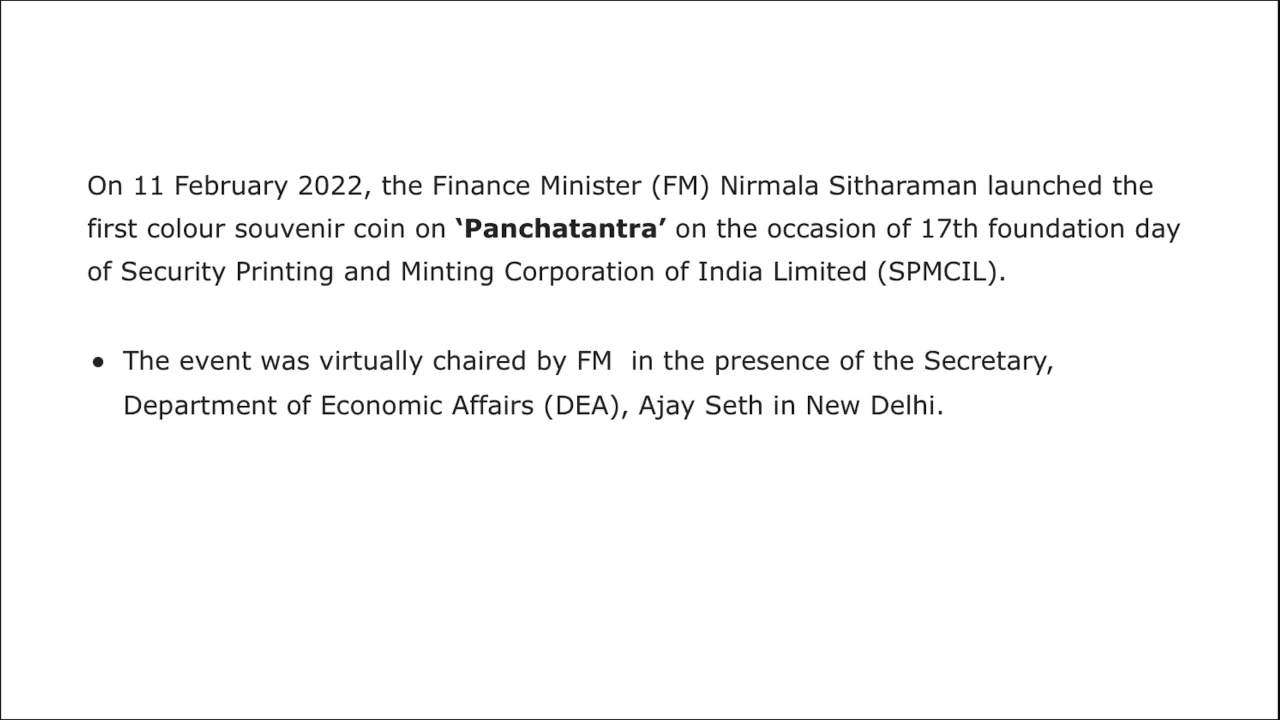 On 11 February 2022, the Finance Minister (FM) Nirmala Sitharaman launched the
first colour souvenir coin on ‘Panchatantra’ on the occasion of 17th foundation day
of Security Printing and Minting Corporation of India Limited (SPMCIL).
● The event was virtually chaired by FM  in the presence of the Secretary,
Department of Economic Affairs (DEA), Ajay Seth in New Delhi.